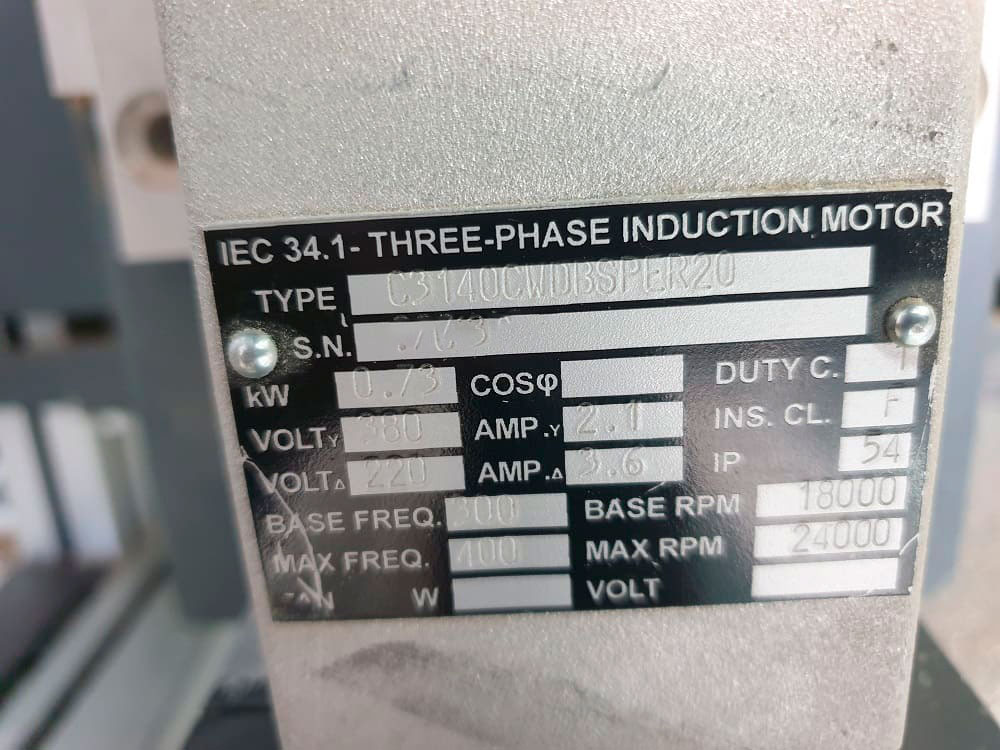 IEC 34.1- THREE-PHASE INDUCTION MOTOR
TYPE C3140CWDBSPER20
S.N.
kW 0.73 COSφ DUTY C. 1
VOLTY 380 AMP.Y 2.1 INS. CL. F
VOLTΔ 220 AMP.Δ 3.6 IP 54
BASE FREQ. 300 BASE RPM 18000
MAX FREQ. 400 MAX RPM 24000
W VOLT